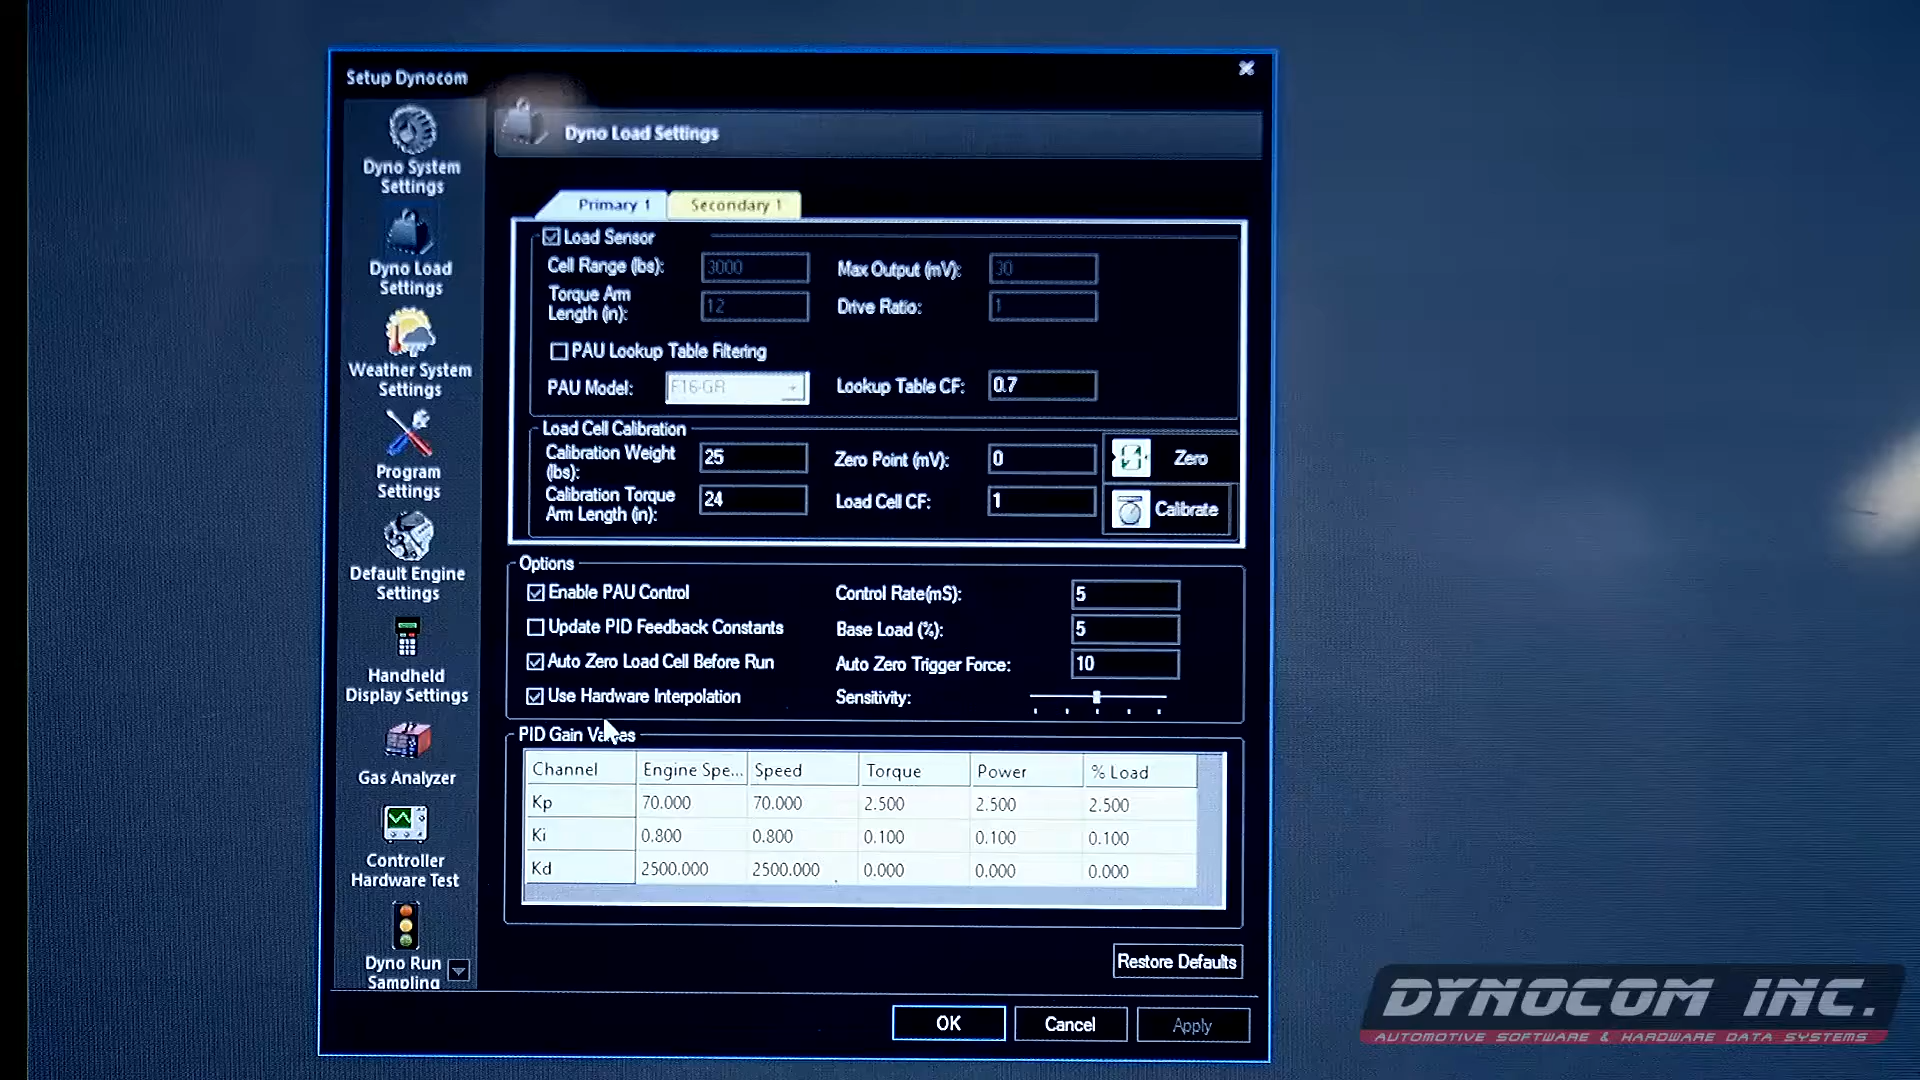 Setup Dynocom
Dyno System
Settings
Dyno Load
Settings
Weather System
Settings
Program
Settings
Default Engine
Settings
Handheld
Display Settings
Gas Analyzer
Controller
Hardware Test
Dyno Run
Sampling
Dyno Load Settings
Primary 1
Secondary 1
Load Sensor
Cell Range (lbs): 3000 Max Output (mV): 30
Torque Arm
Length (in): 12 Drive Ratio: 1
PAU Lookup Table Filtering
PAU Model: F16-GR Lookup Table CF: 0.7
Load Cell Calibration
Calibration Weight
(lbs): 25 Zero Point (mV): 0 Zero
Calibration Torque
Arm Length (in): 24 Load Cell CF: 1 Calibrate
Options
Enable PAU Control Control Rate(mS): 5
Update PID Feedback Constants Base Load (%): 5
Auto Zero Load Cell Before Run Auto Zero Trigger Force: 10
Use Hardware Interpolation Sensitivity:
PID Gain Values
Channel Engine Spe... Speed Torque Power % Load
Kp 70.000 70.000 2.500 2.500 2.500
Ki 0.800 0.800 0.100 0.100 0.100
Kd 2500.000 2500.000 0.000 0.000 0.000
Restore Defaults
OK Cancel Apply
DYNOCOM INC.
AUTOMOTIVE SOFTWARE & HARDWARE DATA SYSTEMS